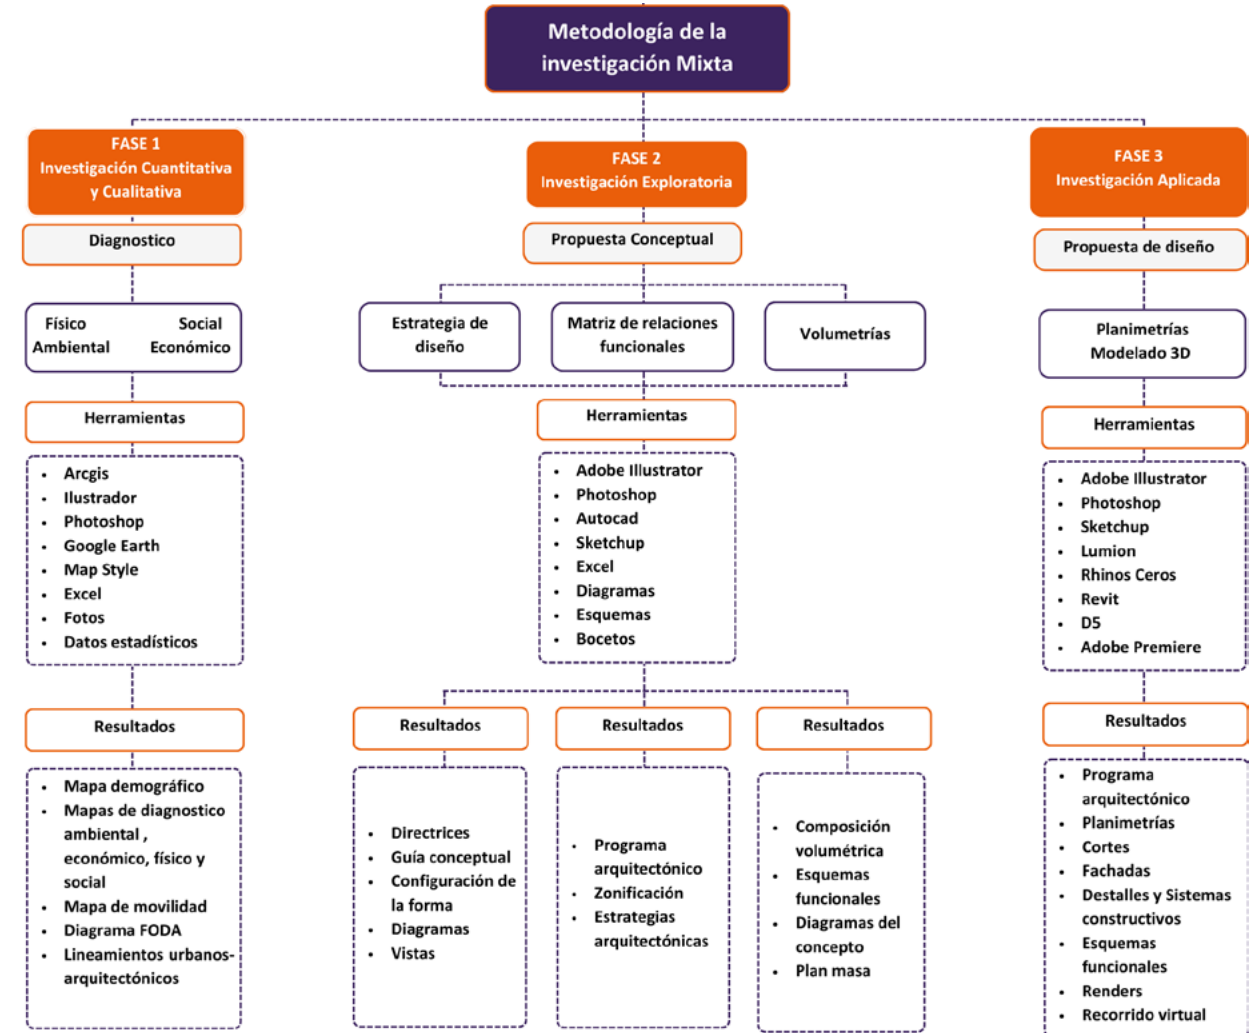 Metodología de la
investigación Mixta
FASE 1
Investigación Cuantitativa
y Cualitativa
Diagnostico
Físico Social
Ambiental Económico
Herramientas
• Arcgis
• Ilustrador
• Photoshop
• Google Earth
• Map Style
• Excel
• Fotos
• Datos estadísticos
Resultados
• Mapa demográfico
• Mapas de diagnostico
ambiental ,
económico, físico y
social
• Mapa de movilidad
• Diagrama FODA
• Lineamientos urbanos-
arquitectónicos
FASE 2
Investigación Exploratoria
Propuesta Conceptual
Estrategia de
diseño
Matriz de relaciones
funcionales
Volumetrías
Herramientas
• Adobe Illustrator
• Photoshop
• Autocad
• Sketchup
• Excel
• Diagramas
• Esquemas
• Bocetos
Resultados
• Directrices
• Guía conceptual
• Configuración de
la forma
• Diagramas
• Vistas
Resultados
• Programa
arquitectónico
• Zonificación
• Estrategias
arquitectónicas
Resultados
• Composición
volumétrica
• Esquemas
funcionales
• Diagramas del
concepto
• Plan masa
FASE 3
Investigación Aplicada
Propuesta de diseño
Planimetrías
Modelado 3D
Herramientas
• Adobe Illustrator
• Photoshop
• Sketchup
• Lumion
• Rhinos Ceros
• Revit
• D5
• Adobe Premiere
Resultados
• Programa
arquitectónico
• Planimetrías
• Cortes
• Fachadas
• Destalles y Sistemas
constructivos
• Esquemas
funcionales
• Renders
• Recorrido virtual